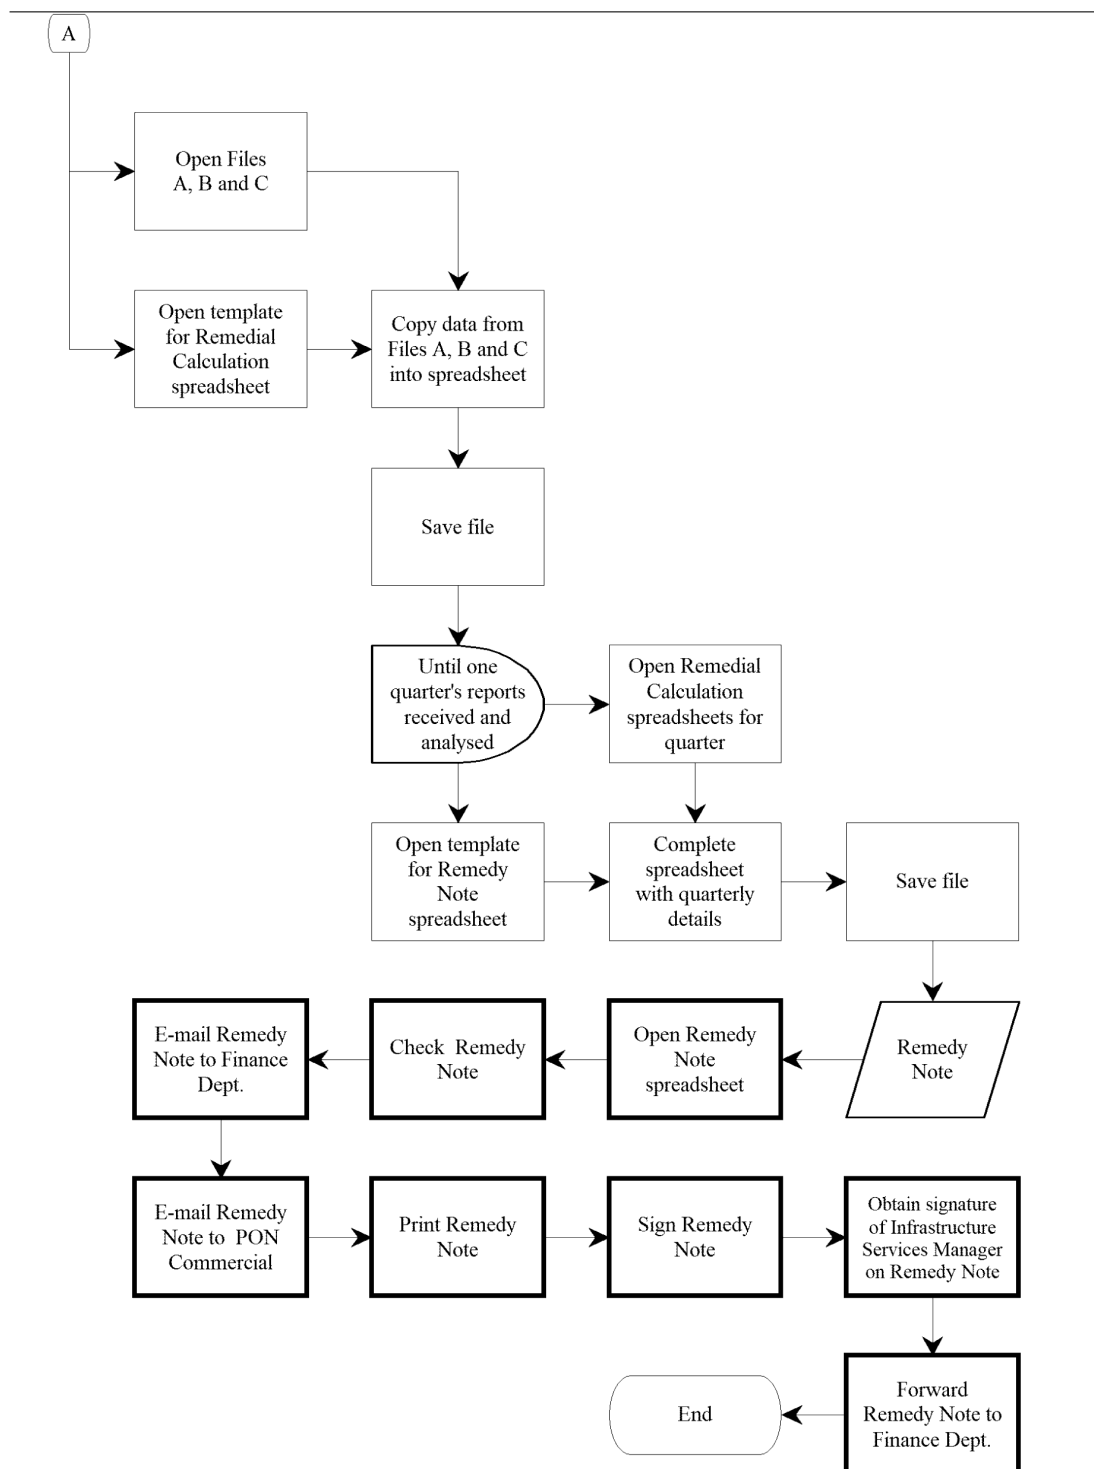 A
Open Files
A, B and C
Open template
for Remedial
Calculation
spreadsheet
Copy data from
Files A, B and C
into spreadsheet
Save file
Until one
quarter's reports
received and
analysed
Open Remedial
Calculation
spreadsheets for
quarter
Open template
for Remedy
Note
spreadsheet
Complete
spreadsheet
with quarterly
details
Save file
Remedy
Note
Open Remedy
Note
spreadsheet
Check  Remedy
Note
E-mail Remedy
Note to Finance
Dept.
E-mail Remedy
Note to  PON
Commercial
Print Remedy
Note
Sign Remedy
Note
Obtain signature
of Infrastructure
Services Manager
on Remedy Note
Forward
Remedy Note to
Finance Dept.
End